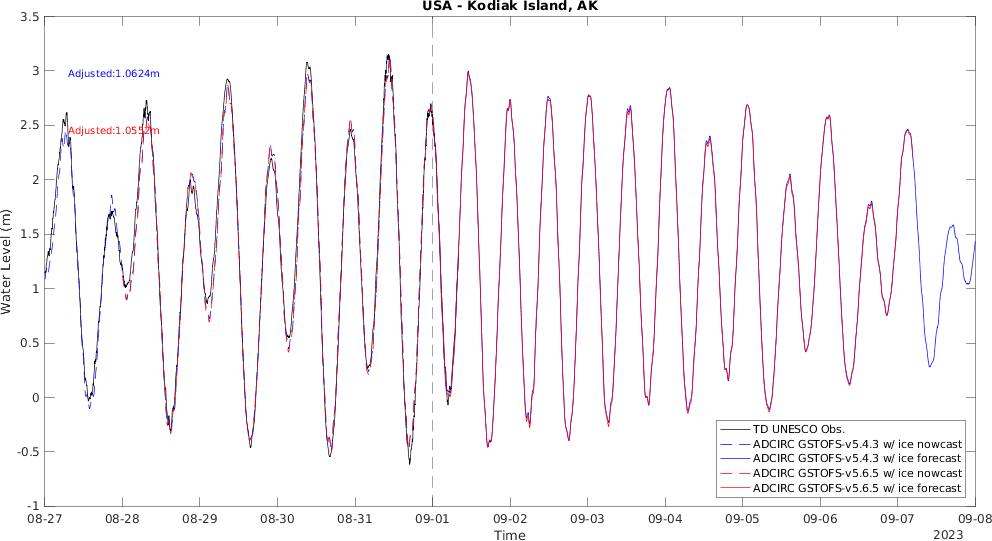 USA - Kodiak Island, AK
3.5
3
2.5
2
1.5
1
0.5
0
-0.5
-1
Water Level (m)
Adjusted:1.0624m
Adjusted:1.0552m
TD UNESCO Obs.
ADCIRC GSTOFS-v5.4.3 w/ ice nowcast
ADCIRC GSTOFS-v5.4.3 w/ ice forecast
ADCIRC GSTOFS-v5.6.5 w/ ice nowcast
ADCIRC GSTOFS-v5.6.5 w/ ice forecast
08-27 08-28 08-29 08-30 08-31 09-01 09-02 09-03 09-04 09-05 09-06 09-07 09-08
Time
2023